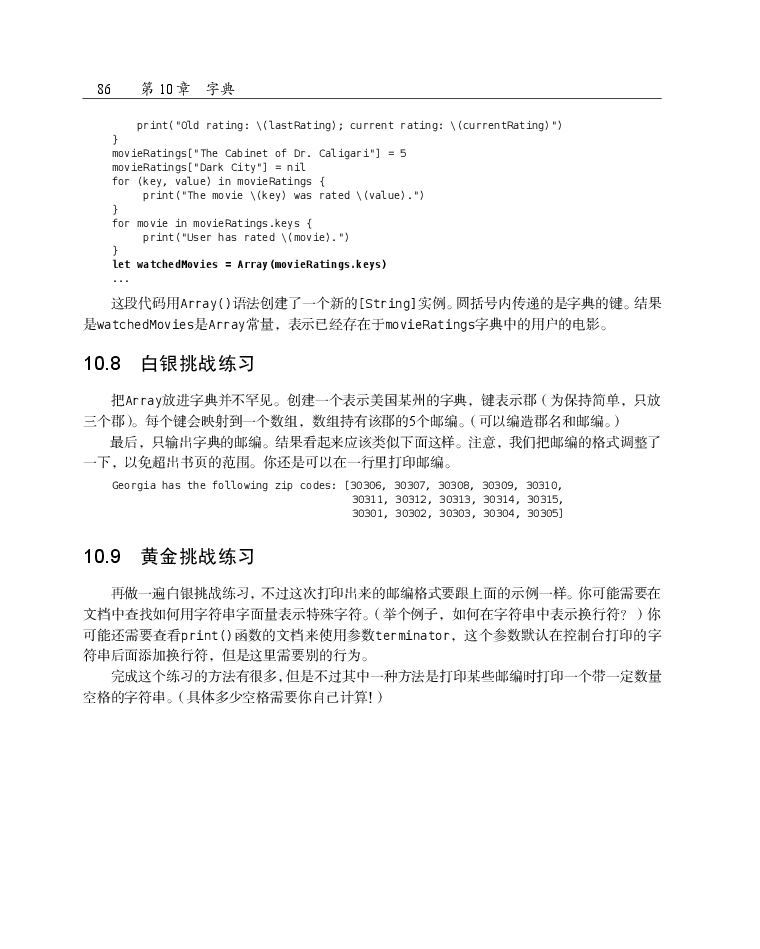 86 第 10 章 字典
print("Old rating: \(lastRating); current rating: \(currentRating)")
}
movieRatings["The Cabinet of Dr. Caligari"] = 5
movieRatings["Dark City"] = nil
for (key, value) in movieRatings {
print("The movie \(key) was rated \(value).")
}
for movie in movieRatings.keys {
print("User has rated \(movie).")
}
let watchedMovies = Array(movieRatings.keys)
...
这段代码用Array()语法创建了一个新的[String]实例。圆括号内传递的是字典的键。结果
是watchedMovies是Array常量，表示已经存在于movieRatings字典中的用户的电影。
10.8 白银挑战练习
把Array放进字典并不罕见。创建一个表示美国某州的字典，键表示郡（为保持简单，只放
三个郡）。每个键会映射到一个数组，数组持有该郡的5个邮编。（可以编造郡名和邮编。）
最后，只输出字典的邮编。结果看起来应该类似下面这样。注意，我们把邮编的格式调整了
一下，以免超出书页的范围。你还是可以在一行里打印邮编。
Georgia has the following zip codes: [30306, 30307, 30308, 30309, 30310,
30311, 30312, 30313, 30314, 30315,
30301, 30302, 30303, 30304, 30305]
10.9 黄金挑战练习
再做一遍白银挑战练习，不过这次打印出来的邮编格式要跟上面的示例一样。你可能需要在
文档中查找如何用字符串字面量表示特殊字符。（举个例子，如何在字符串中表示换行符？）你
可能还需要查看print()函数的文档来使用参数terminator，这个参数默认在控制台打印的字
符串后面添加换行符，但是这里需要别的行为。
完成这个练习的方法有很多，但是不过其中一种方法是打印某些邮编时打印一个带一定数量
空格的字符串。（具体多少空格需要你自己计算！）